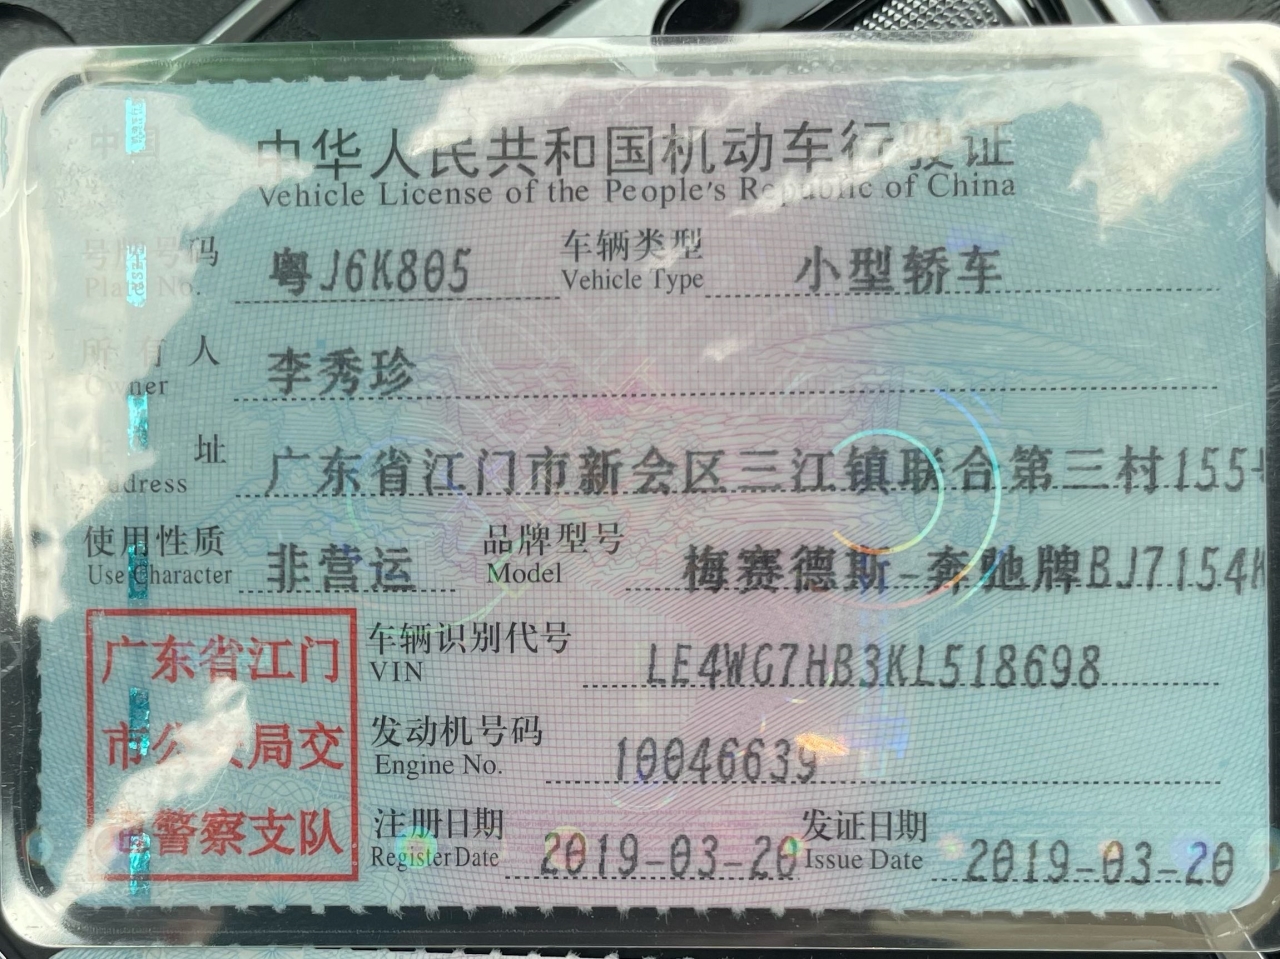 中华人民共和国机动车行驶证
Vehicle License of the People's Republic of China
号牌号码 粤J6K805 车辆类型 小型轿车
Plate No. Vehicle Type
所有人 李秀珍
Owner
址 广东省江门市新会区三江镇联合第三村155
Address
使用性质 非营运 品牌型号 梅赛德斯-奔驰牌BJ7154
Use Character Model
车辆识别代号 LE4WG7HB3KL518698
VIN
发动机号码 10046639
Engine No.
注册日期 2019-03-20 发证日期 2019-03-20
Register Date Issue Date
广东省江门
市公 局交
警察支队